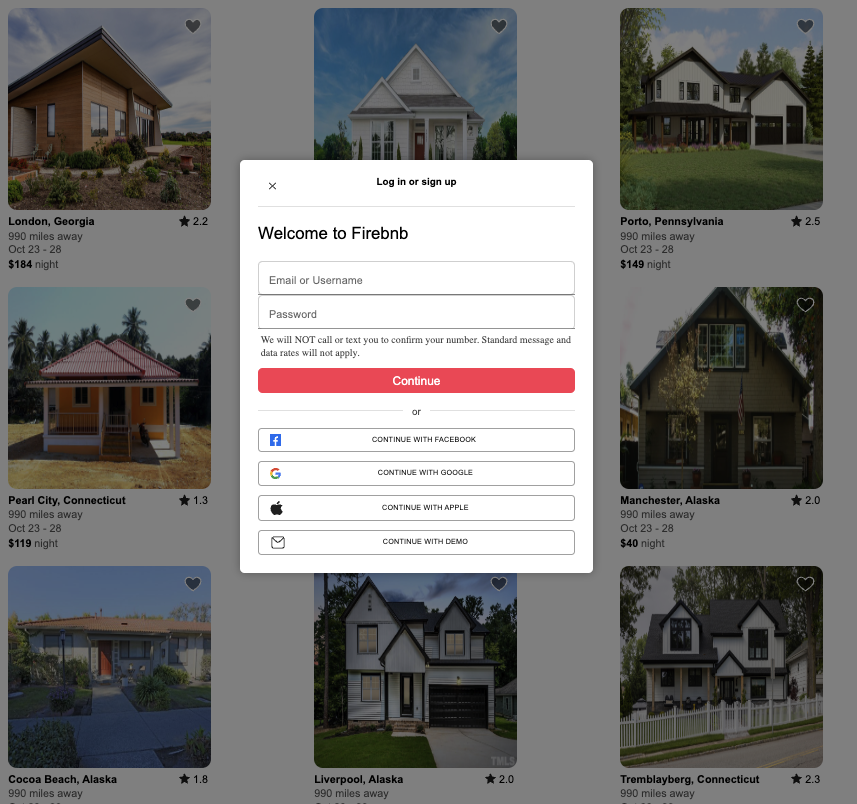 Log in or sign up
Welcome to Firebnb
Email or Username
Password
We will NOT call or text you to confirm your number. Standard message and
data rates will not apply.
Continue
or
CONTINUE WITH FACEBOOK
CONTINUE WITH GOOGLE
CONTINUE WITH APPLE
CONTINUE WITH DEMO
London, Georgia 2.2
990 miles away
Oct 23 - 28
$184 night
Porto, Pennsylvania 2.5
990 miles away
Oct 23 - 28
$149 night
Pearl City, Connecticut 1.3
990 miles away
Oct 23 - 28
$119 night
Manchester, Alaska 2.0
990 miles away
Oct 23 - 28
$40 night
TMLS
Cocoa Beach, Alaska 1.8
990 miles away
Liverpool, Alaska 2.0
990 miles away
Tremblayberg, Connecticut 2.3
990 miles away